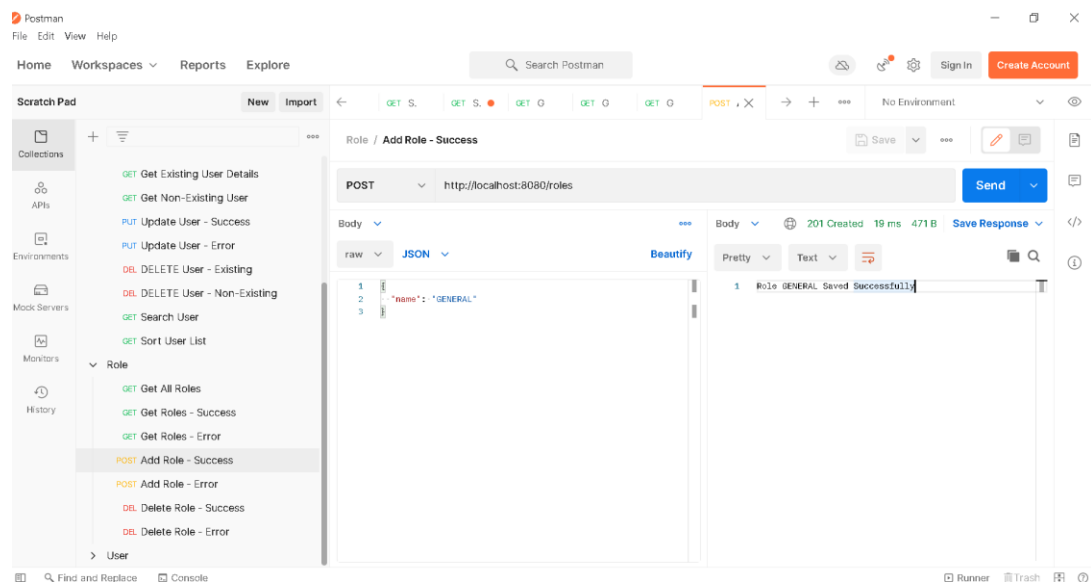 Postman
File Edit View Help
Home Workspaces Reports Explore
Search Postman
Sign In
Create Account
Scratch Pad
New Import
GET S.
GET S.
GET G
GET G
GET G
POST
No Environment
Collections
APIs
Environments
Mock Servers
Monitors
History
GET Get Existing User Details
GET Get Non-Existing User
PUT Update User - Success
PUT Update User - Error
DEL DELETE User - Existing
DEL DELETE User - Non-Existing
GET Search User
GET Sort User List
Role
GET Get All Roles
GET Get Roles - Success
GET Get Roles - Error
POST Add Role - Success
POST Add Role - Error
DEL Delete Role - Success
DEL Delete Role - Error
User
Role / Add Role - Success
Save
POST http://localhost:8080/roles
Send
Body
raw JSON
Beautify
1 {
2 "name": "GENERAL"
3 }
Body 201 Created 19 ms 471 B Save Response
Pretty Text
1 Role GENERAL Saved Successfully
Find and Replace Console
Runner Trash